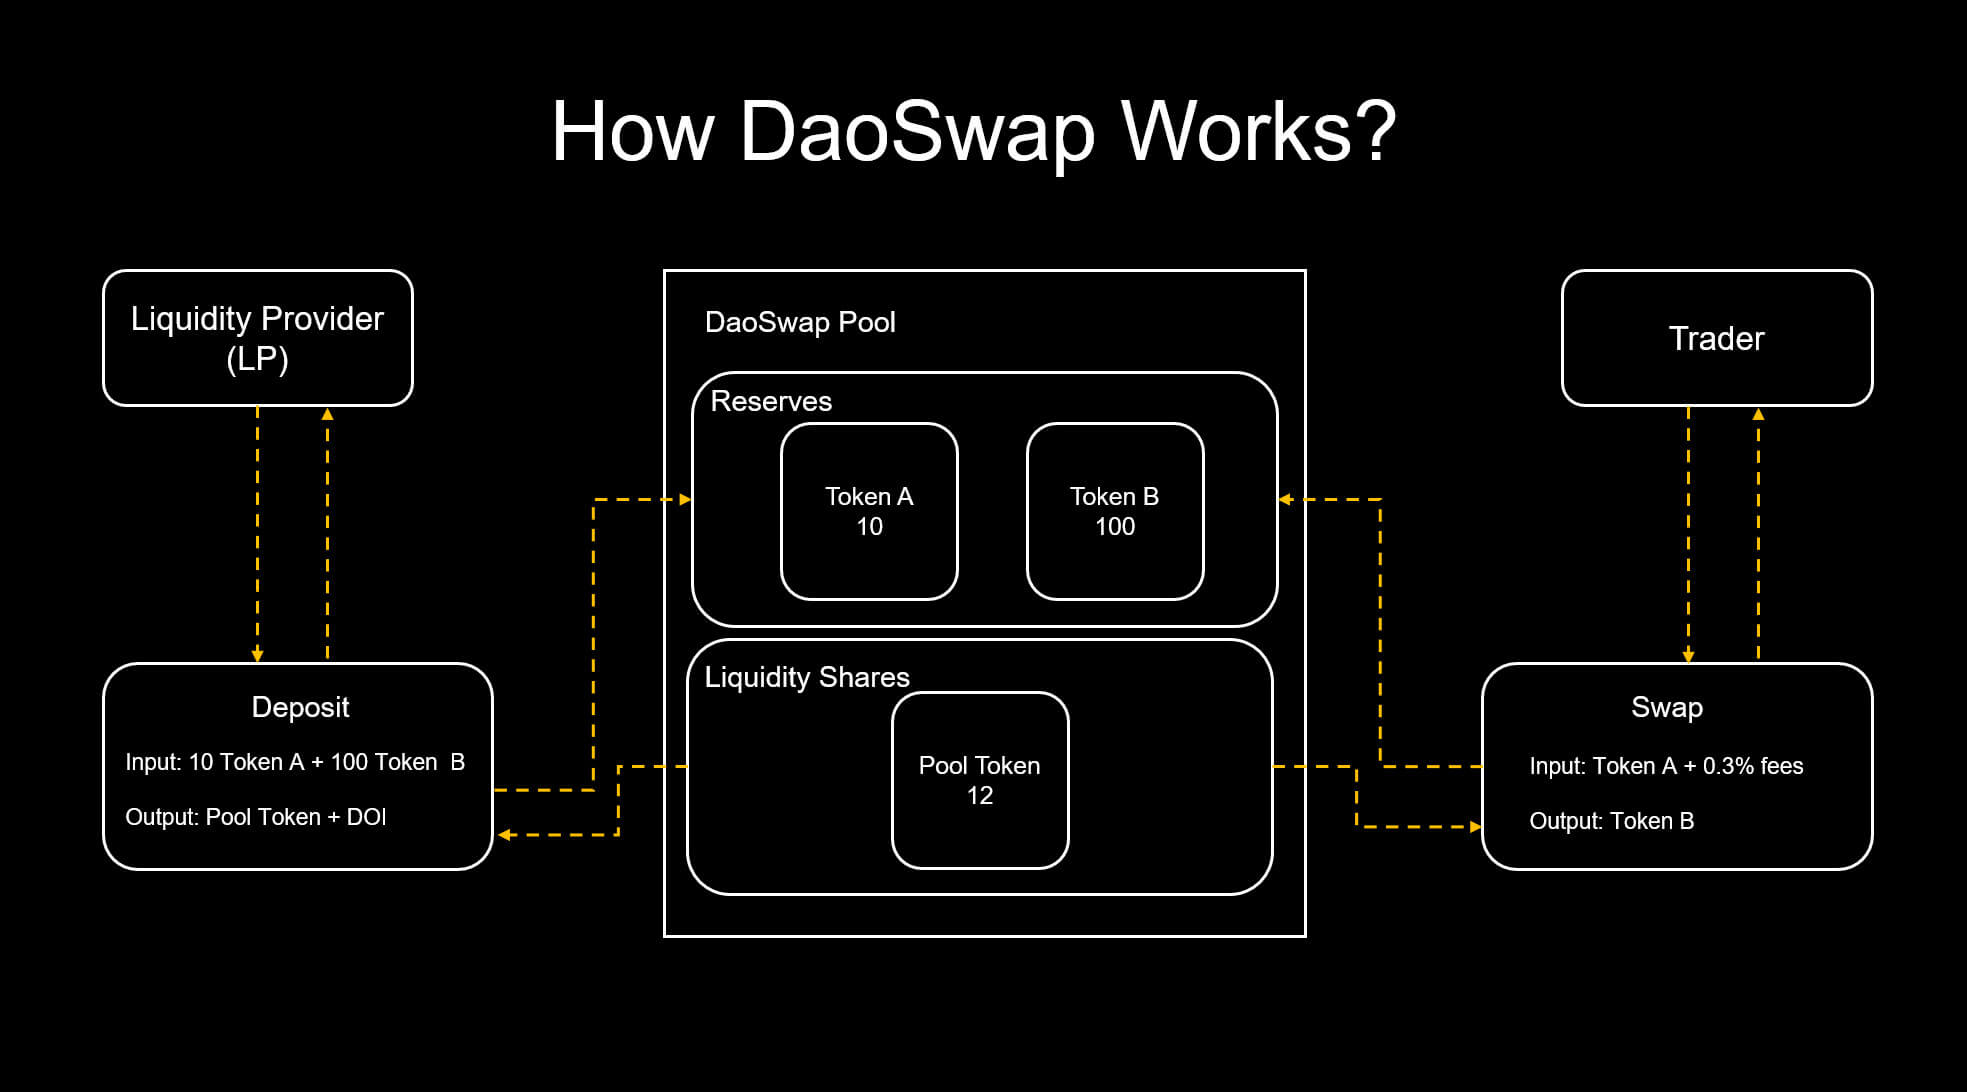 How DaoSwap Works?
Liquidity Provider
(LP)
DaoSwap Pool
Trader
Reserves
Token A
10
Token B
100
Deposit
Input: 10 Token A + 100 Token  B
Output: Pool Token + DOI
Liquidity Shares
Pool Token
12
Swap
Input: Token A + 0.3% fees
Output: Token B